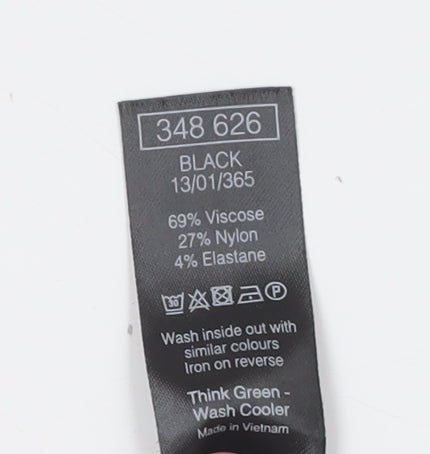 348 626
BLACK
13/01/365
69% Viscose
27% Nylon
4% Elastane
30 P
Wash inside out with
similar colours
Iron on reverse
Think Green -
Wash Cooler
Made in Vietnam